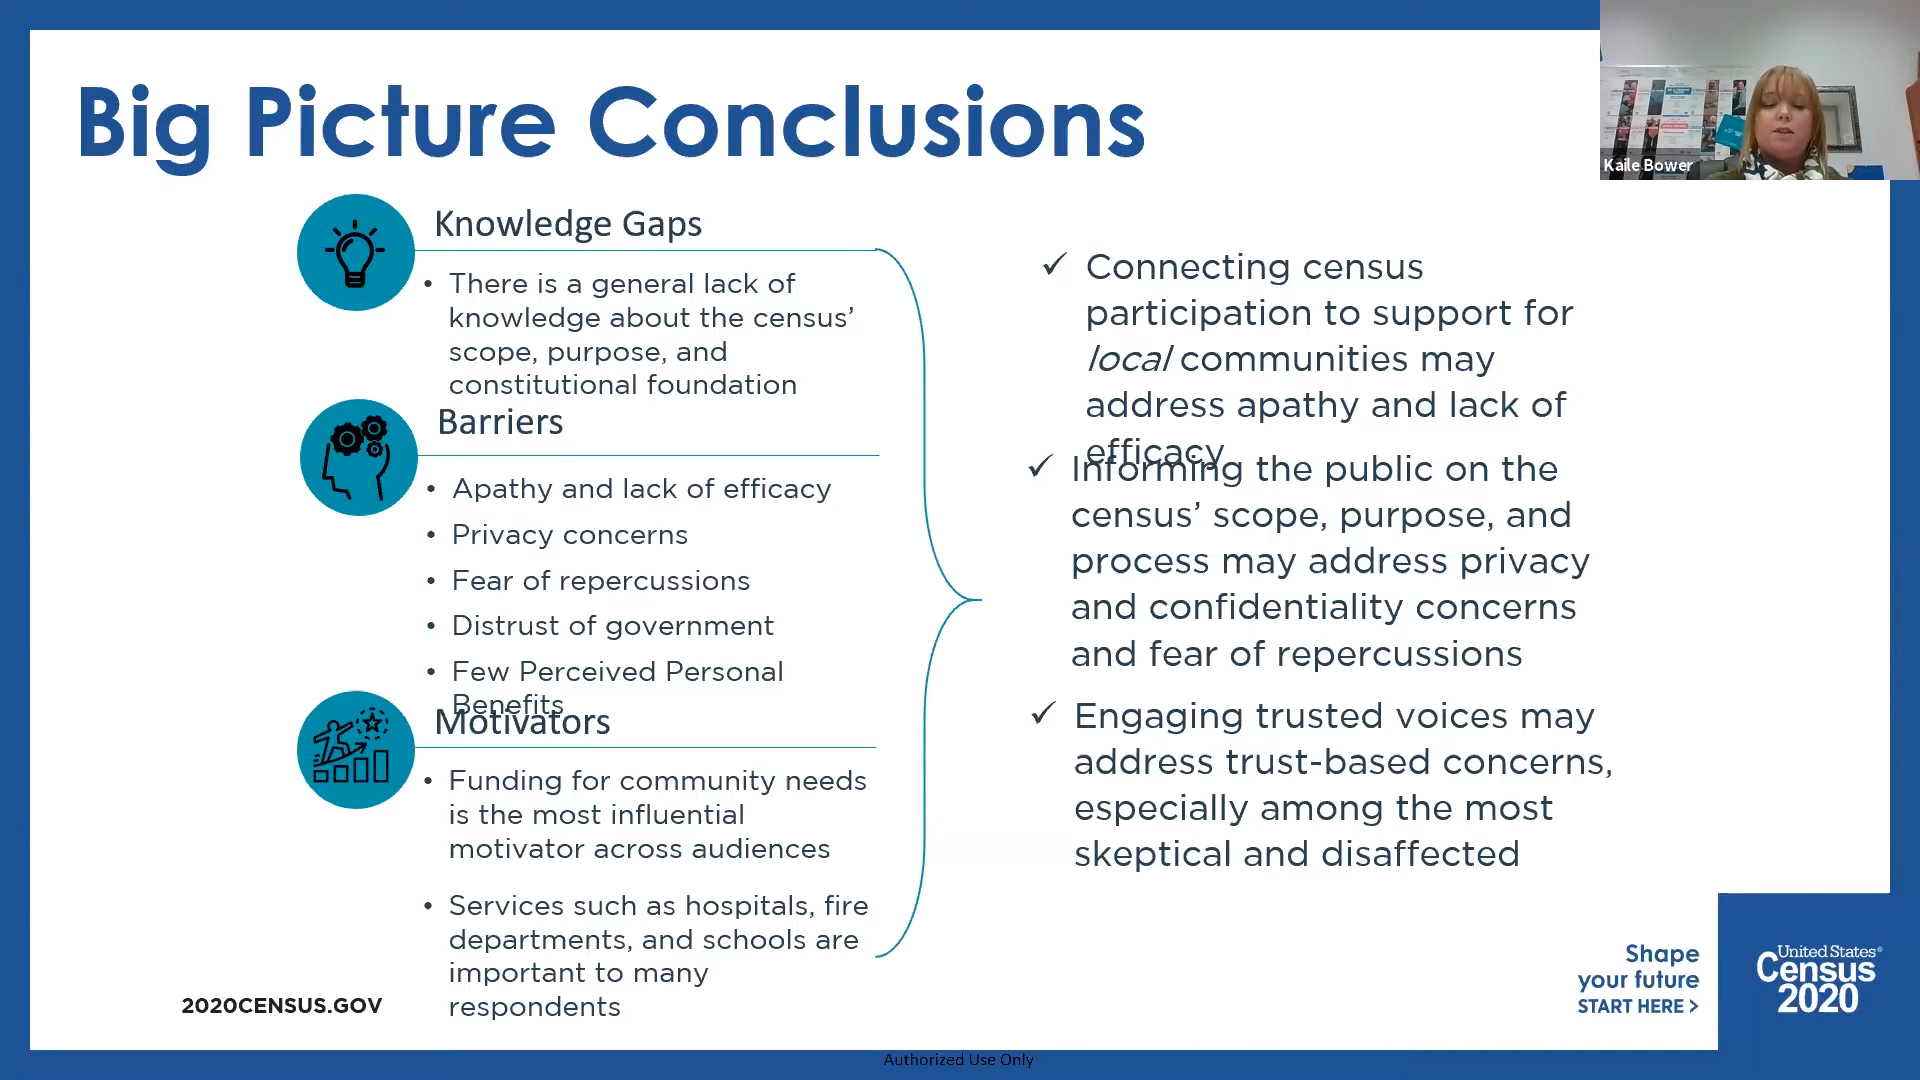 Big Picture Conclusions
Kaile Bower
Knowledge Gaps
• There is a general lack of
knowledge about the census’
scope, purpose, and
constitutional foundation
Barriers
• Apathy and lack of efficacy
• Privacy concerns
• Fear of repercussions
• Distrust of government
• Few Perceived Personal
Benefits
Motivators
• Funding for community needs
is the most influential
motivator across audiences
• Services such as hospitals, fire
departments, and schools are
important to many
respondents
✓ Connecting census
participation to support for
local communities may
address apathy and lack of
efficacy
✓ Informing the public on the
census’ scope, purpose, and
process may address privacy
and confidentiality concerns
and fear of repercussions
✓ Engaging trusted voices may
address trust-based concerns,
especially among the most
skeptical and disaffected
2020CENSUS.GOV
Shape
your future
START HERE >
United States®
Census
2020
Authorized Use Only